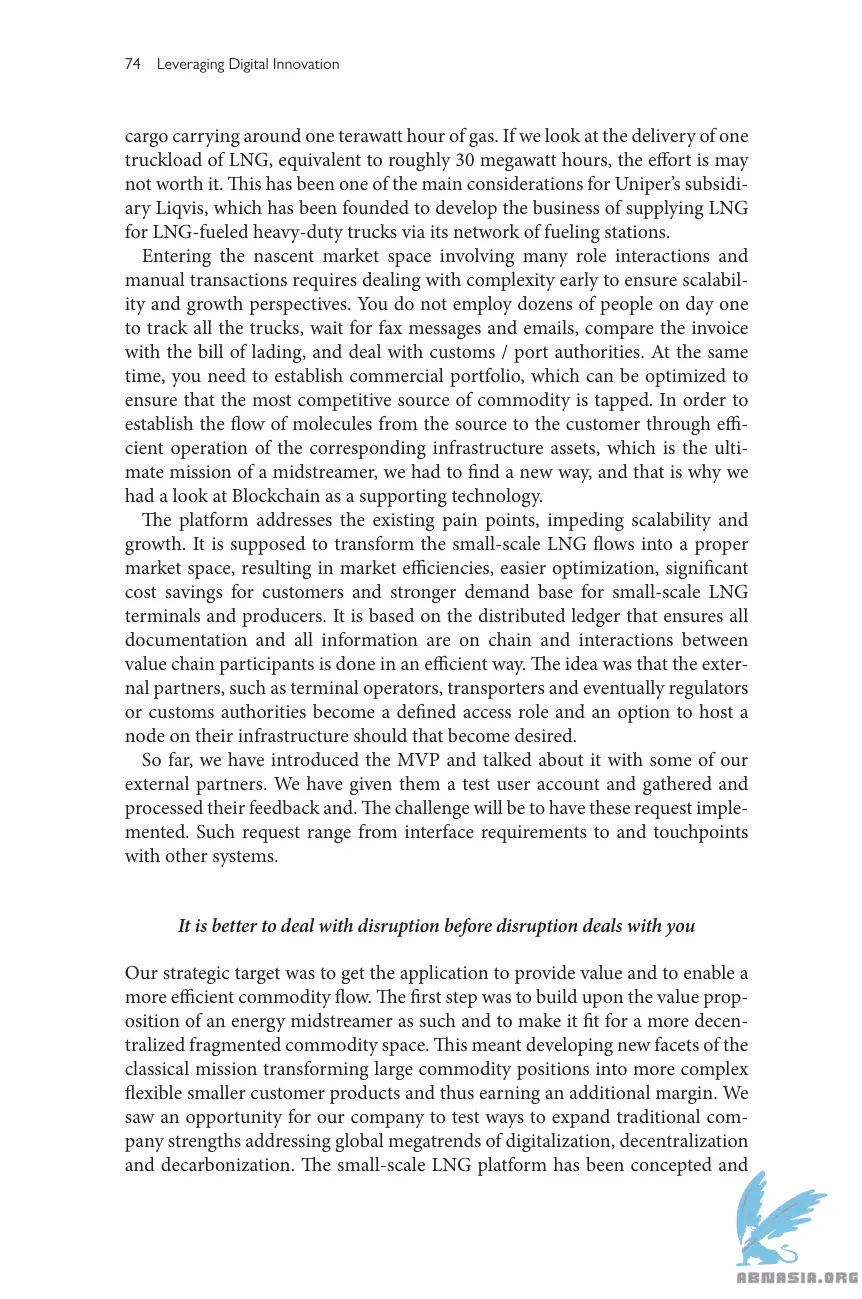 74 Leveraging Digital Innovation
cargo carrying around one terawatt hour of gas. If we look at the delivery of one
truckload of LNG, equivalent to roughly 30 megawatt hours, the effort is may
not worth it. This has been one of the main considerations for Uniper's subsidi-
ary Liqvis, which has been founded to develop the business of supplying LNG
for LNG-fueled heavy-duty trucks via its network of fueling stations.
Entering the nascent market space involving many role interactions and
manual transactions requires dealing with complexity early to ensure scalabil-
ity and growth perspectives. You do not employ dozens of people on day one
to track all the trucks, wait for fax messages and emails, compare the invoice
with the bill of lading, and deal with customs / port authorities. At the same
time, you need to establish commercial portfolio, which can be optimized to
ensure that the most competitive source of commodity is tapped. In order to
establish the flow of molecules from the source to the customer through effi-
cient operation of the corresponding infrastructure assets, which is the ulti-
mate mission of a midstreamer, we had to find a new way, and that is why we
had a look at Blockchain as a supporting technology.
The platform addresses the existing pain points, impeding scalability and
growth. It is supposed to transform the small-scale LNG flows into a proper
market space, resulting in market efficiencies, easier optimization, significant
cost savings for customers and stronger demand base for small-scale LNG
terminals and producers. It is based on the distributed ledger that ensures all
documentation and all information are on chain and interactions between
value chain participants is done in an efficient way. The idea was that the exter-
nal partners, such as terminal operators, transporters and eventually regulators
or customs authorities become a defined access role and an option to host a
node on their infrastructure should that become desired.
So far, we have introduced the MVP and talked about it with some of our
external partners. We have given them a test user account and gathered and
processed their feedback and. The challenge will be to have these request imple-
mented. Such request range from interface requirements to and touchpoints
with other systems.
It is better to deal with disruption before disruption deals with you
Our strategic target was to get the application to provide value and to enable a
more efficient commodity flow. The first step was to build upon the value prop-
osition of an energy midstreamer as such and to make it fit for a more decen-
tralized fragmented commodity space. This meant developing new facets of the
classical mission transforming large commodity positions into more complex
flexible smaller customer products and thus earning an additional margin. We
saw an opportunity for our company to test ways to expand traditional com-
pany strengths addressing global megatrends of digitalization, decentralization
and decarbonization. The small-scale LNG platform has been concepted and
ABNASIA.ORG